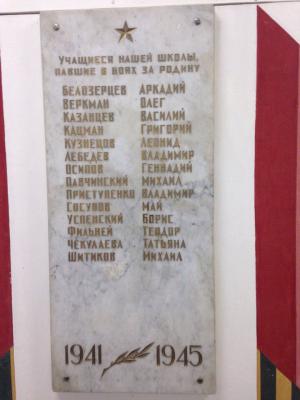 УЧАЩИЕСЯ НАШЕЙ ШКОЛЫ,
ПАВШИЕ В БОЯХ ЗА РОДИНУ
БЕЛОЗЕРЦЕВ АРКАДИЙ
ВЕРКМАН ОЛЕГ
КАЗАНЦЕВ ВАСИЛИЙ
КАЦМАН ГРИГОРИЙ
КУЗНЕЦОВ ЛЕОНИД
ЛЕБЕДЕВ ВЛАДИМИР
ОСИПОВ ГЕННАДИЙ
ПАВЧИНСКИЙ МИХАИЛ
ПРИСТУПЕНКО ВЛАДИМИР
СОСУНОВ МАЙ
УСПЕНСКИЙ БОРИС
ФИЛЬНЕЙ ТЕОДОР
ЧЕКУЛАЕВА ТАТЬЯНА
ШИТИКОВ МИХАИЛ
1941 1945